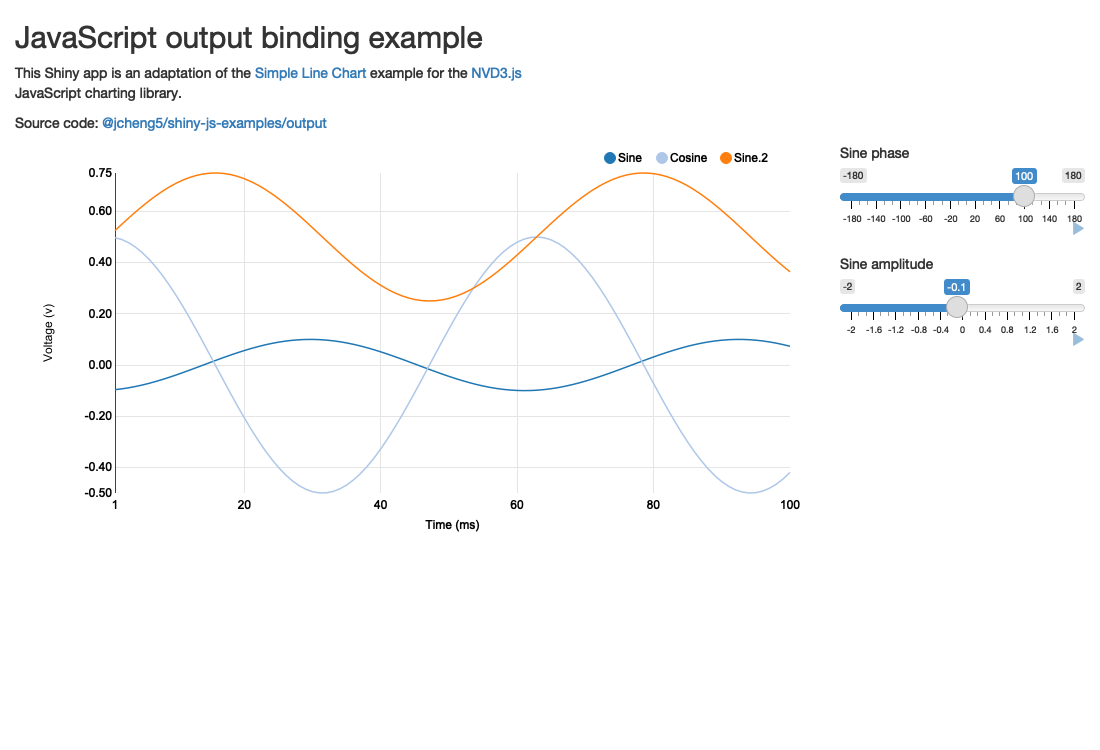 JavaScript output binding example
This Shiny app is an adaptation of the Simple Line Chart example for the NVD3.js
JavaScript charting library.
Source code: @jcheng5/shiny-js-examples/output
Sine Cosine Sine.2
0.75
0.60
0.40
0.20
0.00
-0.20
-0.40
-0.50
Voltage (v)
1 20 40 60 80 100
Time (ms)
Sine phase
-180 100 180
-180 -140 -100 -60 -20 20 60 100 140 180
Sine amplitude
-2 -0.1 2
-2 -1.6 -1.2 -0.8 -0.4 0 0.4 0.8 1.2 1.6 2